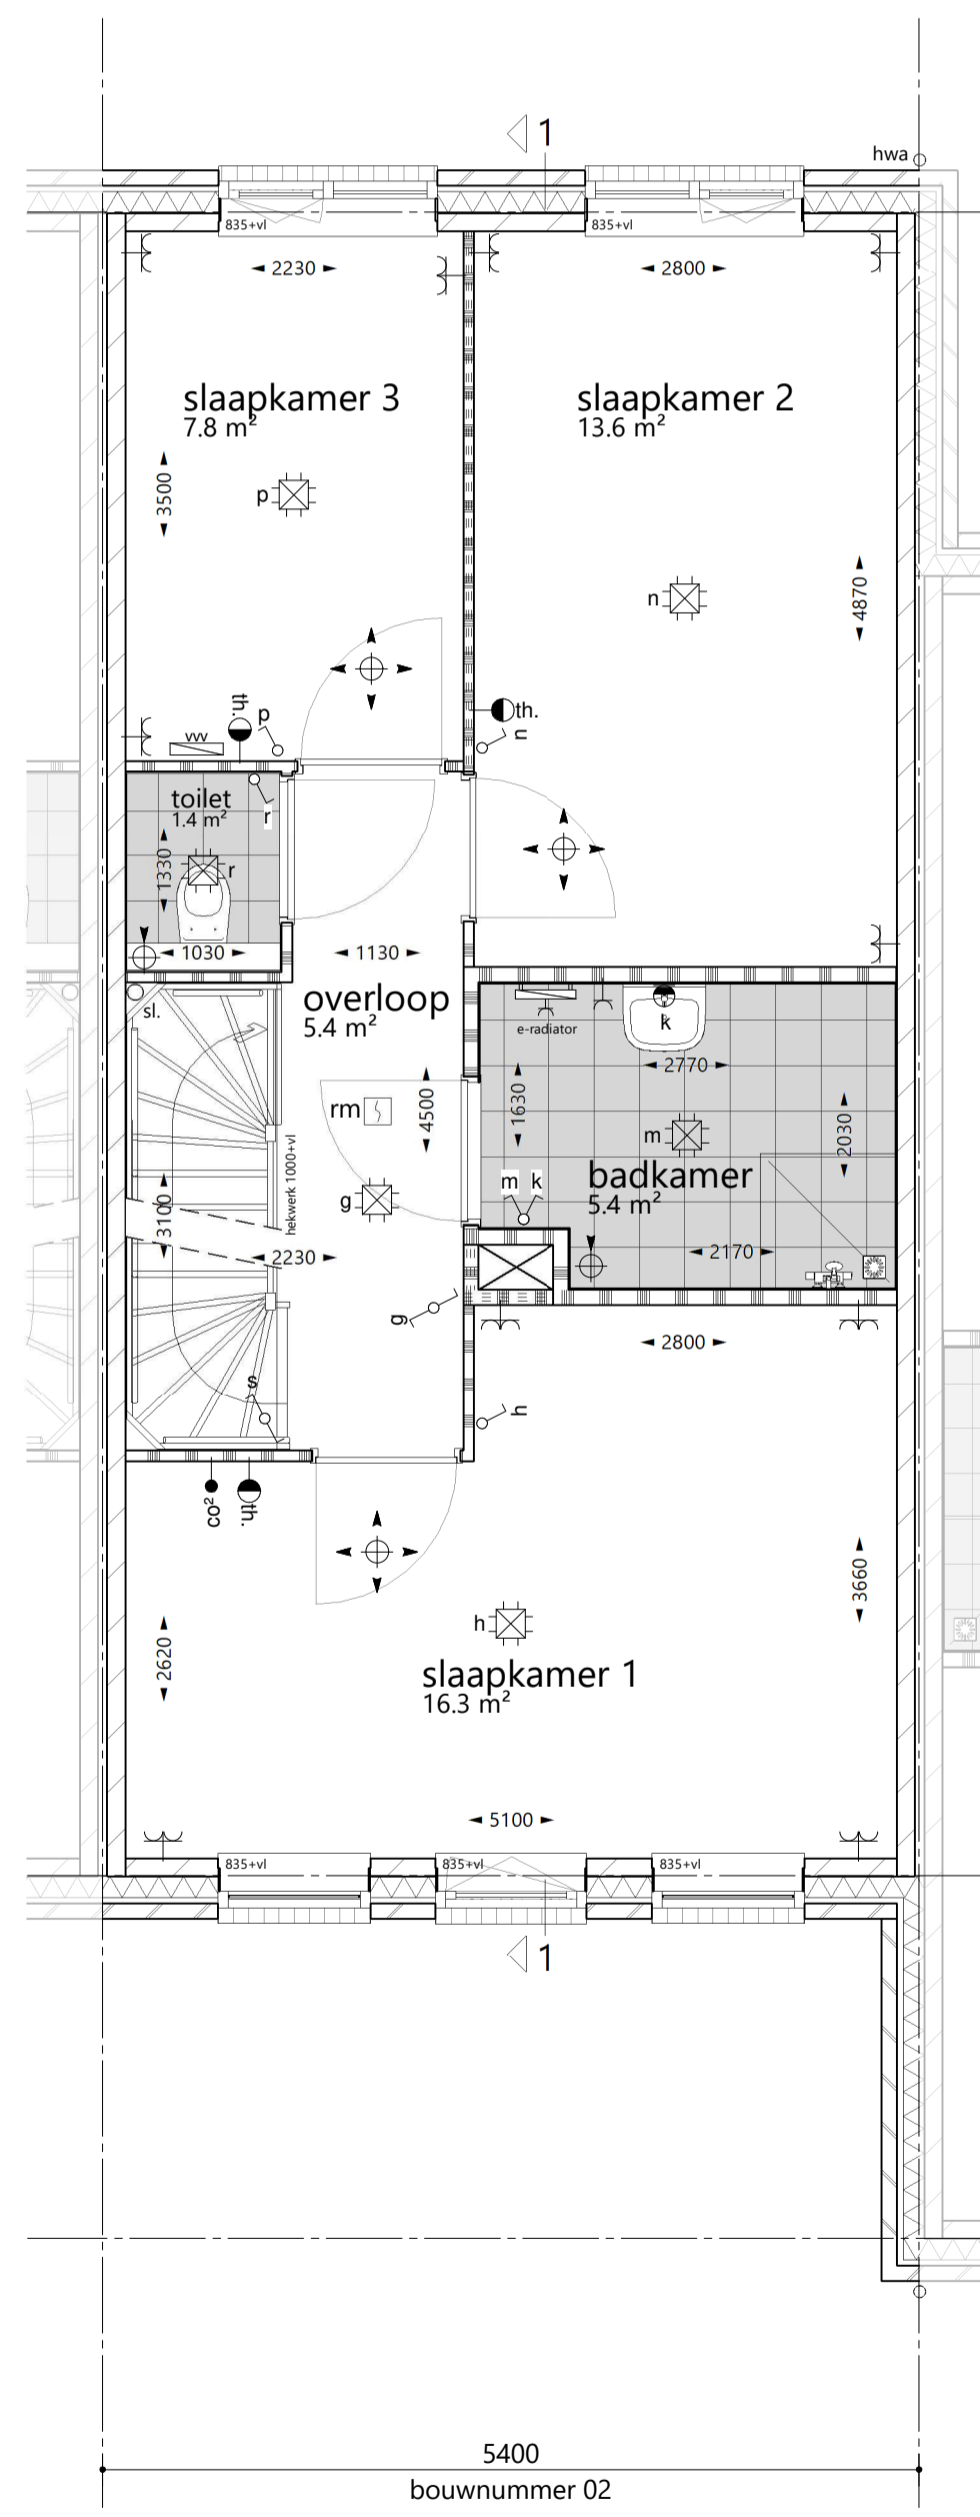 1
hwa
835+vl
835+vl
2230
2800
slaapkamer 3
7.8 m²
slaapkamer 2
13.6 m²
3500
p
n
4870
th.
p
vvv
th.
n
toilet
1.4 m²
r
1330
r
1030
1130
overloop
5.4 m²
sl.
e-radiator
k
2770
4500
1630
2030
rm
m
hekwerk 1000+vl
badkamer
5.4 m²
m k
g
3100
2230
2170
g
2800
s
h
co²
th.
3660
h
2620
slaapkamer 1
16.3 m²
5100
835+vl
835+vl
835+vl
1
5400
bouwnummer 02